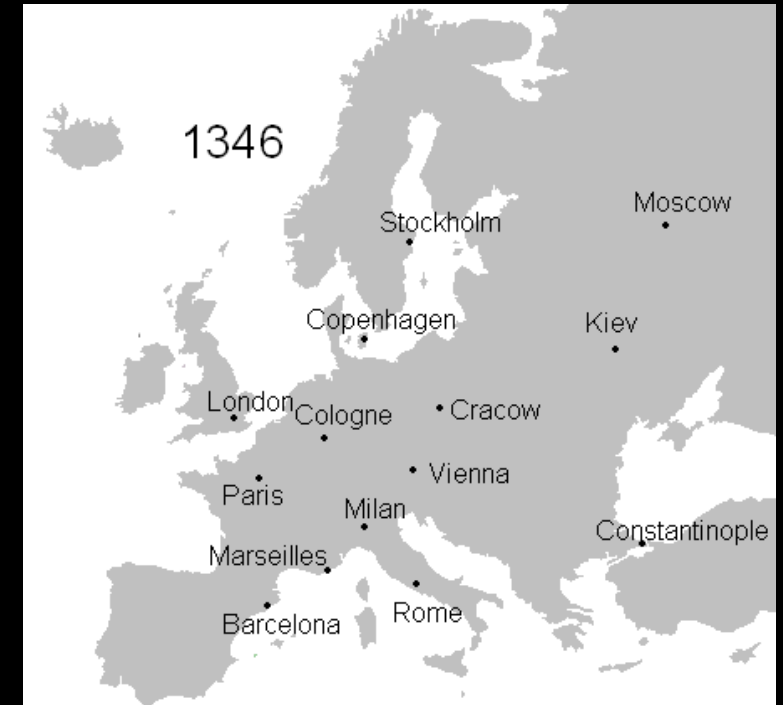 1346
Moscow
Stockholm
Copenhagen
Kiev
London
Cologne
Cracow
Vienna
Paris
Milan
Constantinople
Marseilles
Rome
Barcelona